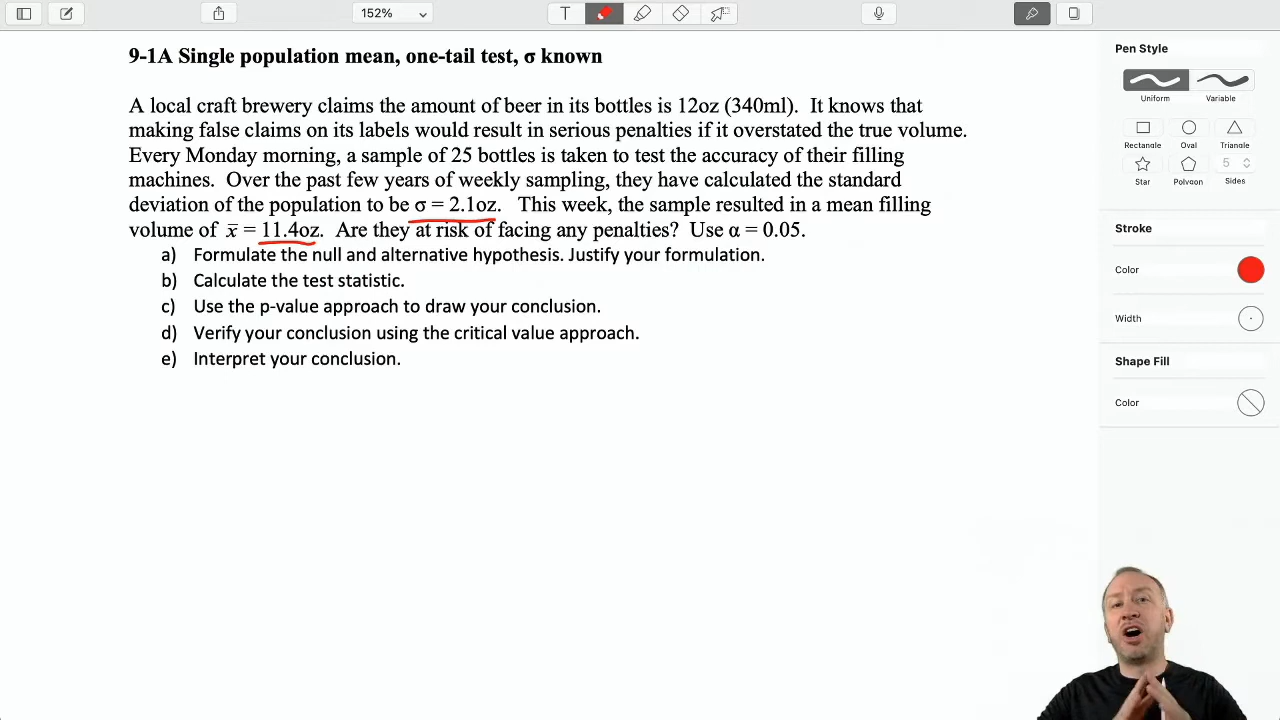 152%
T
9-1A Single population mean, one-tail test, σ known
A local craft brewery claims the amount of beer in its bottles is 12oz (340ml).  It knows that
making false claims on its labels would result in serious penalties if it overstated the true volume.
Every Monday morning, a sample of 25 bottles is taken to test the accuracy of their filling
machines.  Over the past few years of weekly sampling, they have calculated the standard
deviation of the population to be σ = 2.1oz.   This week, the sample resulted in a mean filling
volume of x̄ = 11.4oz.  Are they at risk of facing any penalties?  Use α = 0.05.
a) Formulate the null and alternative hypothesis. Justify your formulation.
b) Calculate the test statistic.
c) Use the p-value approach to draw your conclusion.
d) Verify your conclusion using the critical value approach.
e) Interpret your conclusion.
Pen Style
Uniform Variable
Rectangle Oval Triangle
5
Star Polygon Sides
Stroke
Color
Width
Shape Fill
Color